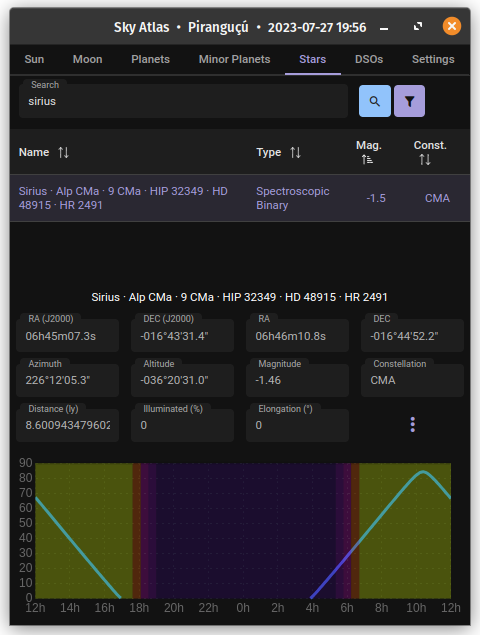 Sky Atlas • Piranguçú • 2023-07-27 19:56
Sun Moon Planets Minor Planets Stars DSOs Settings
Search
sirius
Name Type Mag. Const.
Sirius · Alp CMa · 9 CMa · HIP 32349 · HD
48915 · HR 2491
Spectroscopic
Binary
-1.5
CMA
Sirius · Alp CMa · 9 CMa · HIP 32349 · HD 48915 · HR 2491
RA (J2000) DEC (J2000) RA DEC
06h45m07.3s -016°43'31.4" 06h46m10.8s -016°44'52.2"
Azimuth Altitude Magnitude Constellation
226°12'05.3" -036°20'31.0" -1.46 CMA
Distance (ly) Illuminated (%) Elongation (°)
8.600943479602 0 0
90
80
70
60
50
40
30
20
10
0
12h 14h 16h 18h 20h 22h 0h 2h 4h 6h 8h 10h 12h